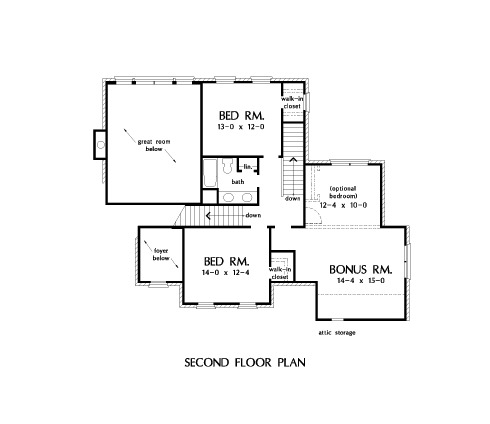 walk-in
closet
BED RM.
13-0 x 12-0
great room
below
lin.
bath
down
(optional
bedroom)
12-4 x 10-0
down
foyer
below
BED RM.
14-0 x 12-4
walk-in
closet
BONUS RM.
14-4 x 15-0
attic storage
SECOND FLOOR PLAN